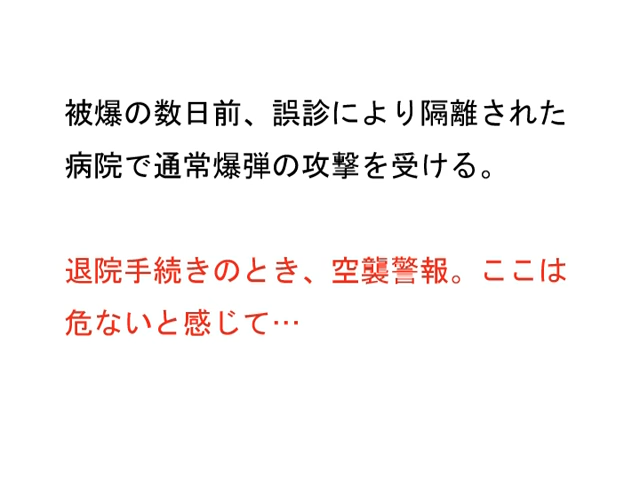 被爆の数日前、誤診により隔離された
病院で通常爆弾の攻撃を受ける。
退院手続きのとき、空襲警報。ここは
危ないと感じて…